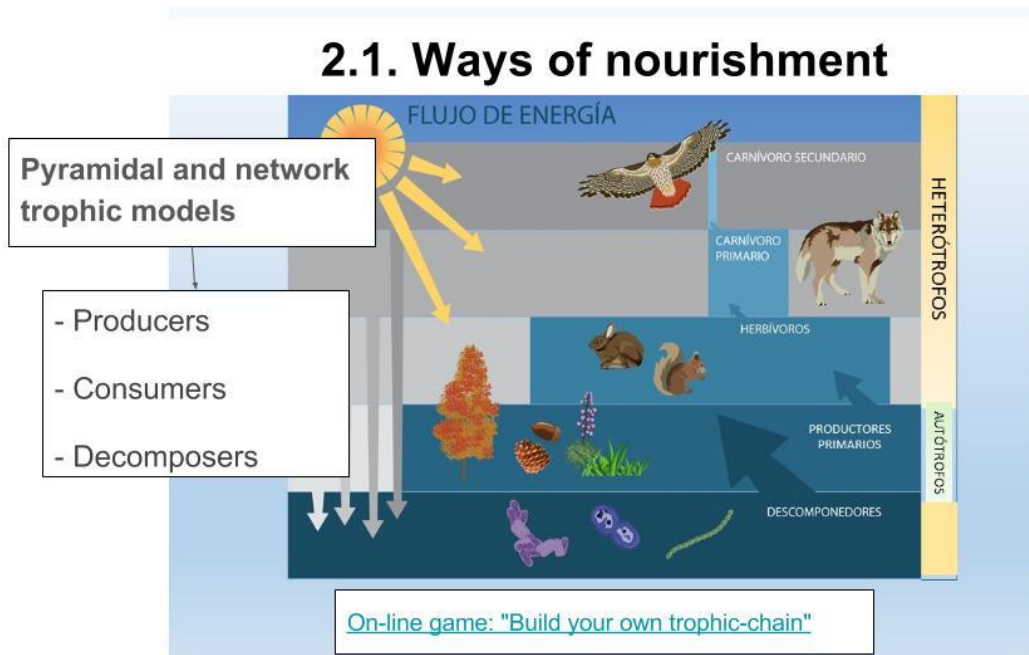 2.1. Ways of nourishment
FLUJO DE ENERGÍA
Pyramidal and network
trophic models
- Producers
- Consumers
- Decomposers
CARNÍVORO SECUNDARIO
CARNÍVORO
PRIMARIO
HERBÍVOROS
PRODUCTORES
PRIMARIOS
DESCOMPONEDORES
HETERÓTROFOS
AUTÓTROFOS
On-line game: "Build your own trophic-chain"